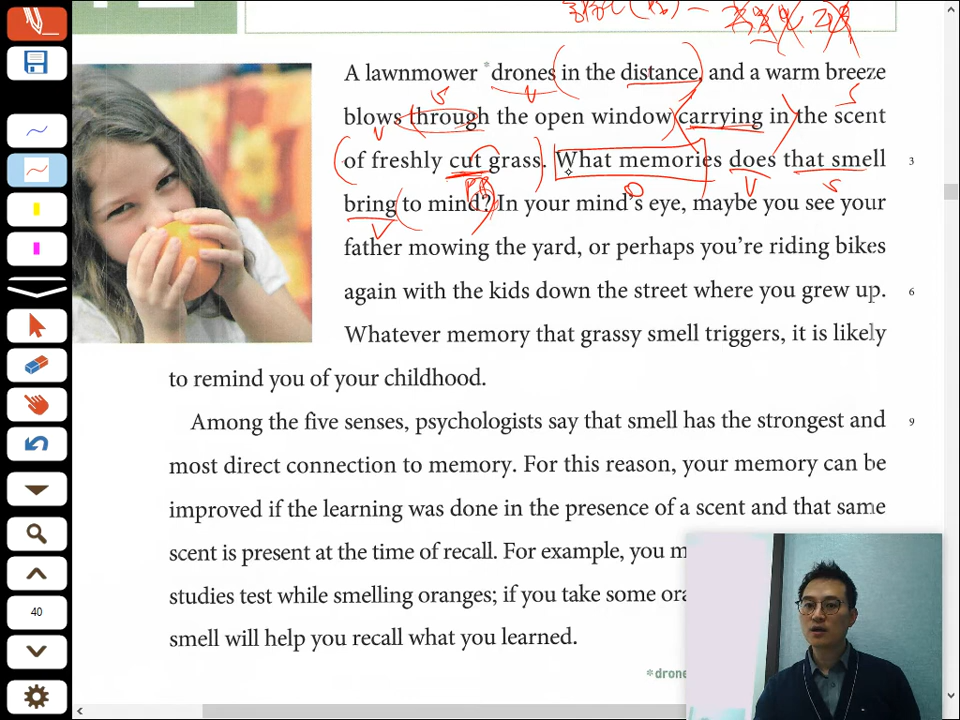 A lawnmower *drones in the distance, and a warm breeze
blows through the open window, carrying in the scent
of freshly cut grass. What memories does that smell
3
bring to mind? In your mind's eye, maybe you see your
father mowing the yard, or perhaps you're riding bikes
again with the kids down the street where you grew up.
6
Whatever memory that grassy smell triggers, it is likely
to remind you of your childhood.
Among the five senses, psychologists say that smell has the strongest and
9
most direct connection to memory. For this reason, your memory can be
improved if the learning was done in the presence of a scent and that same
scent is present at the time of recall. For example, you
studies test while smelling oranges; if you take some
smell will help you recall what you learned.
*drone
S
V
S
V
O
V
S
V
40